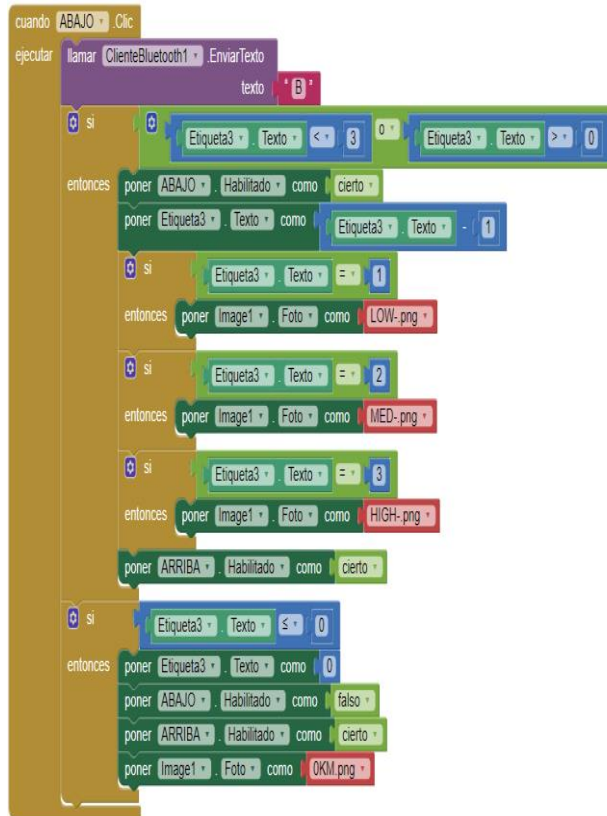 cuando ABAJO .Clic
ejecutar llamar ClienteBluetooth1 .EnviarTexto
texto " B "
si Etiqueta3 . Texto < 3 o Etiqueta3 . Texto > 0
entonces poner ABAJO . Habilitado como cierto
poner Etiqueta3 . Texto como Etiqueta3 . Texto - 1
si Etiqueta3 . Texto = 1
entonces poner Image1 . Foto como LOW-.png
si Etiqueta3 . Texto = 2
entonces poner Image1 . Foto como MED-.png
si Etiqueta3 . Texto = 3
entonces poner Image1 . Foto como HIGH-.png
poner ARRIBA . Habilitado como cierto
si Etiqueta3 . Texto ≤ 0
entonces poner Etiqueta3 . Texto como 0
poner ABAJO . Habilitado como falso
poner ARRIBA . Habilitado como cierto
poner Image1 . Foto como 0KM.png